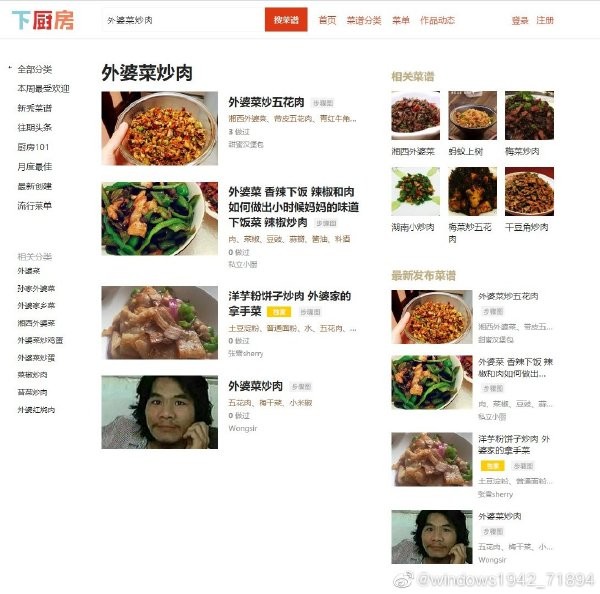 下厨房
外婆菜炒肉
搜菜谱
首页 菜谱分类 菜单 作品动态
登录 注册
全部分类
本周最受欢迎
新秀菜谱
往期头条
厨房101
月度最佳
最新创建
流行菜单
相关分类
外婆菜
孙家外婆菜
外婆家乡菜
湘西外婆菜
外婆菜炒鸡蛋
外婆菜炒蛋
菜椒炒肉
苔菜炒肉
外婆红焖肉
外婆菜炒肉
外婆菜炒五花肉 步骤图
湘西外婆菜、带皮五花肉、青红牛角...
3 做过
甜蜜汉堡包
外婆菜 香辣下饭 辣椒和肉
如何做出小时候妈妈的味道
下饭菜 辣椒炒肉 步骤图
肉、菜椒、豆豉、蒜瓣、酱油、料酒
0 做过
私立小厨
洋芋粉饼子炒肉 外婆家的
拿手菜 独家 步骤图
土豆淀粉、普通面粉、水、五花肉、...
0 做过
张蜜sherry
外婆菜炒肉 步骤图
五花肉、梅干菜、小米椒
0 做过
Wongsir
相关菜谱
湘西外婆菜 蚂蚁上树 梅菜炒肉
湖南小炒肉 梅菜炒五花肉 干豆角炒肉
最新发布菜谱
外婆菜炒五花肉
步骤图
湘西外婆菜、带皮五...
甜蜜汉堡包
外婆菜 香辣下饭 辣
椒和肉如何做出...
步骤图
肉、菜椒、豆豉、蒜...
私立小厨
洋芋粉饼子炒肉 外
婆家的拿手菜
独家 步骤图
土豆淀粉、普通面粉...
张蜜sherry
外婆菜炒肉
步骤图
五花肉、梅干菜、小...
Wongsir
@windows1942_71894